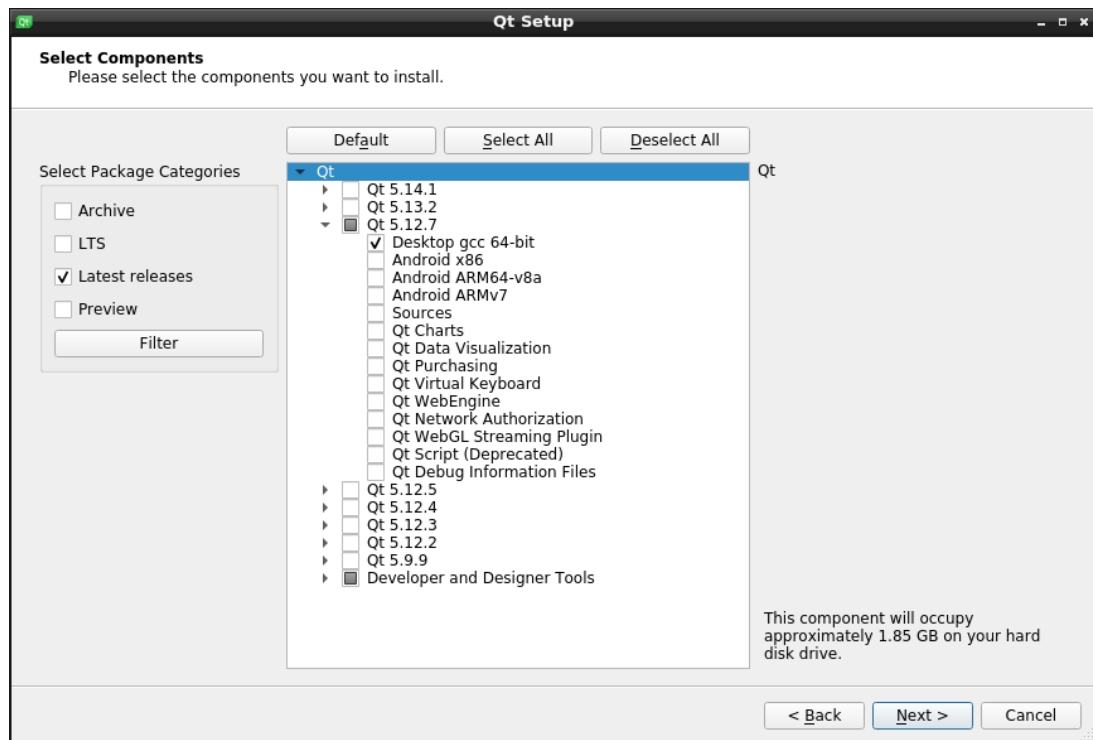 Qt Setup
Select Components
Please select the components you want to install.
Default
Select All
Deselect All
Select Package Categories
Archive
LTS
Latest releases
Preview
Filter
Qt
Qt 5.14.1
Qt 5.13.2
Qt 5.12.7
Desktop gcc 64-bit
Android x86
Android ARM64-v8a
Android ARMv7
Sources
Qt Charts
Qt Data Visualization
Qt Purchasing
Qt Virtual Keyboard
Qt WebEngine
Qt Network Authorization
Qt WebGL Streaming Plugin
Qt Script (Deprecated)
Qt Debug Information Files
Qt 5.12.5
Qt 5.12.4
Qt 5.12.3
Qt 5.12.2
Qt 5.9.9
Developer and Designer Tools
Qt
This component will occupy
approximately 1.85 GB on your hard
disk drive.
< Back
Next >
Cancel